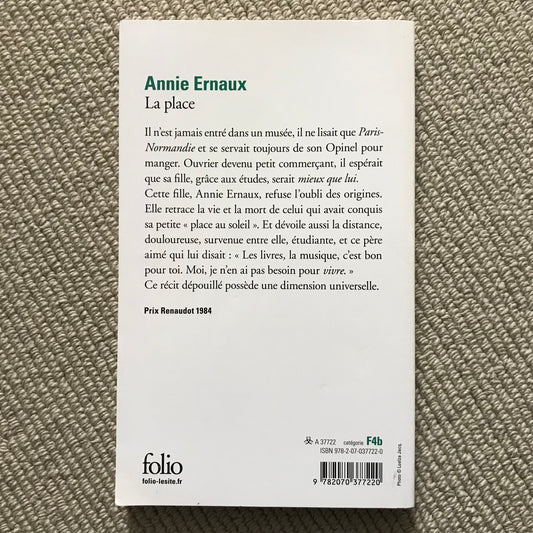 Annie Ernaux
La place
Il n'est jamais entré dans un musée, il ne lisait que Paris-
Normandie et se servait toujours de son Opinel pour
manger. Ouvrier devenu petit commerçant, il espérait
que sa fille, grâce aux études, serait mieux que lui.
Cette fille, Annie Ernaux, refuse l'oubli des origines.
Elle retrace la vie et la mort de celui qui avait conquis
sa petite « place au soleil ». Et dévoile aussi la distance,
douloureuse, survenue entre elle, étudiante, et ce père
aimé qui lui disait : « Les livres, la musique, c'est bon
pour toi. Moi, je n'en ai pas besoin pour vivre. »
Ce récit dépouillé possède une dimension universelle.
Prix Renaudot 1984
A 37722 catégorie F4b
ISBN 978-2-07-037722-0
folio
folio-lesite.fr
9 782070 377220